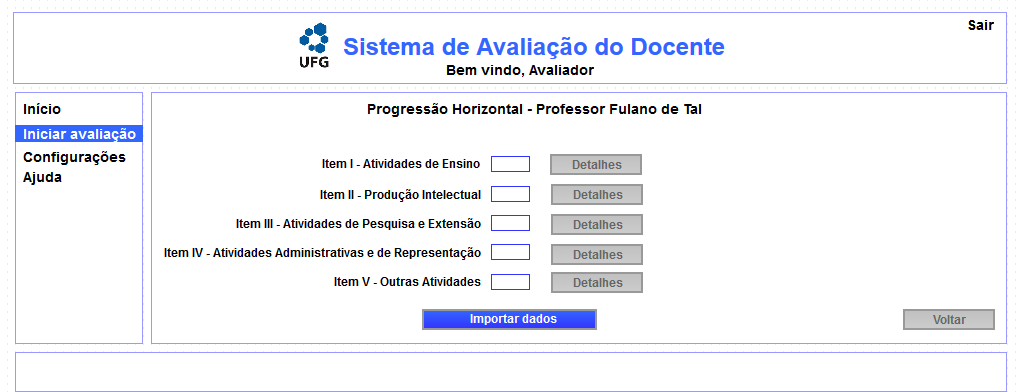 Sair
UFG
Sistema de Avaliação do Docente
Bem vindo, Avaliador
Início
Iniciar avaliação
Configurações
Ajuda
Progressão Horizontal - Professor Fulano de Tal
Item I - Atividades de Ensino Detalhes
Item II - Produção Intelectual Detalhes
Item III - Atividades de Pesquisa e Extensão Detalhes
Item IV - Atividades Administrativas e de Representação Detalhes
Item V - Outras Atividades Detalhes
Importar dados Voltar